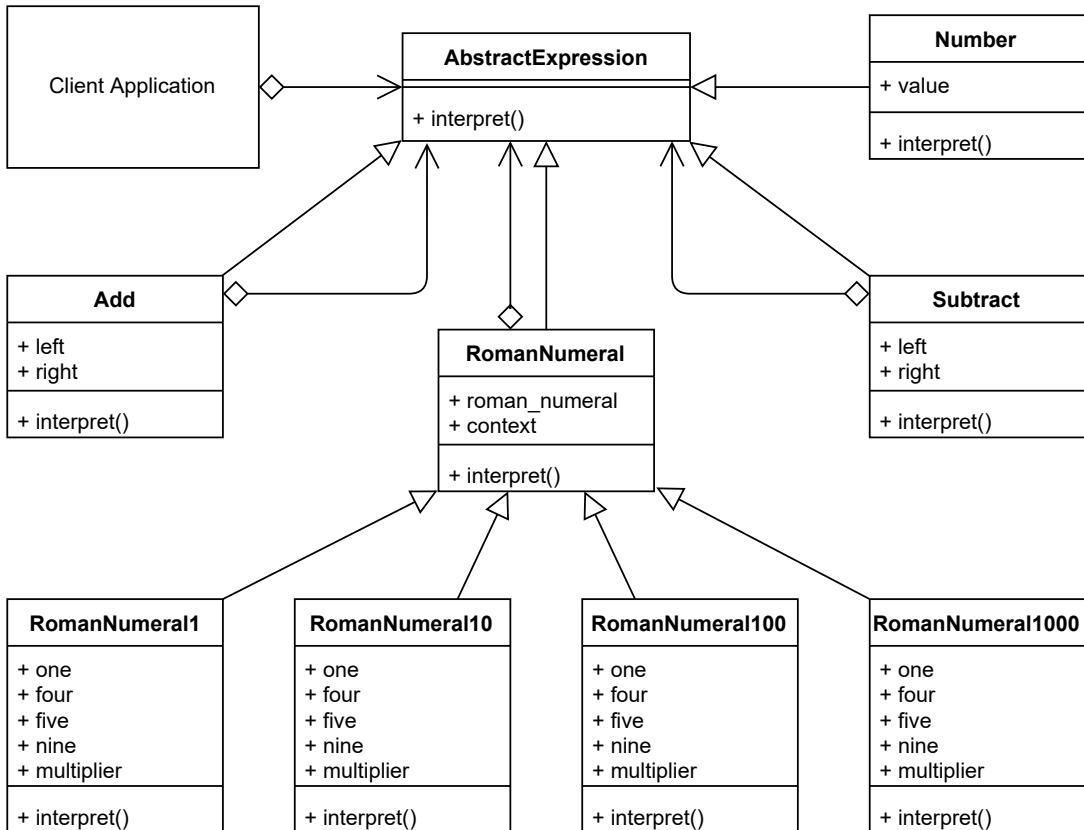 Client Application
AbstractExpression
+ interpret()
Number
+ value
+ interpret()
Add
+ left
+ right
+ interpret()
RomanNumeral
+ roman_numeral
+ context
+ interpret()
Subtract
+ left
+ right
+ interpret()
RomanNumeral1
+ one
+ four
+ five
+ nine
+ multiplier
+ interpret()
RomanNumeral10
+ one
+ four
+ five
+ nine
+ multiplier
+ interpret()
RomanNumeral100
+ one
+ four
+ five
+ nine
+ multiplier
+ interpret()
RomanNumeral1000
+ one
+ four
+ five
+ nine
+ multiplier
+ interpret()